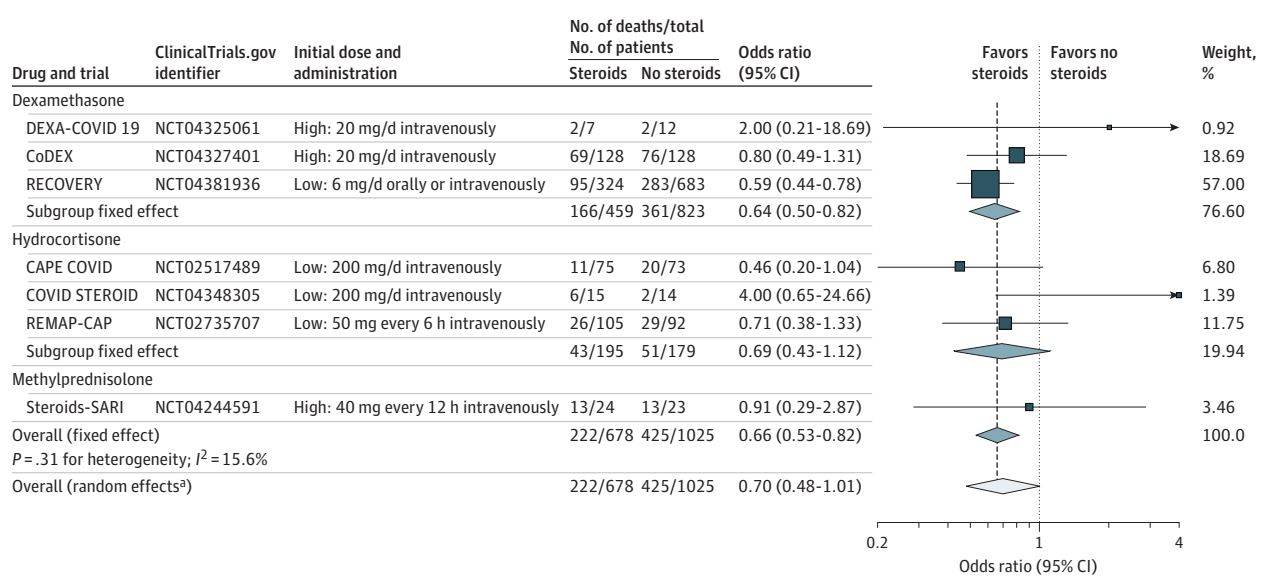 No. of deaths/total
No. of patients
Drug and trial ClinicalTrials.gov identifier Initial dose and administration Steroids No steroids Odds ratio (95% CI) Favors steroids Favors no steroids Weight, %
Dexamethasone
DEXA-COVID 19 NCT04325061 High: 20 mg/d intravenously 2/7 2/12 2.00 (0.21-18.69) 0.92
CoDEX NCT04327401 High: 20 mg/d intravenously 69/128 76/128 0.80 (0.49-1.31) 18.69
RECOVERY NCT04381936 Low: 6 mg/d orally or intravenously 95/324 283/683 0.59 (0.44-0.78) 57.00
Subgroup fixed effect 166/459 361/823 0.64 (0.50-0.82) 76.60
Hydrocortisone
CAPE COVID NCT02517489 Low: 200 mg/d intravenously 11/75 20/73 0.46 (0.20-1.04) 6.80
COVID STEROID NCT04348305 Low: 200 mg/d intravenously 6/15 2/14 4.00 (0.65-24.66) 1.39
REMAP-CAP NCT02735707 Low: 50 mg every 6 h intravenously 26/105 29/92 0.71 (0.38-1.33) 11.75
Subgroup fixed effect 43/195 51/179 0.69 (0.43-1.12) 19.94
Methylprednisolone
Steroids-SARI NCT04244591 High: 40 mg every 12 h intravenously 13/24 13/23 0.91 (0.29-2.87) 3.46
Overall (fixed effect) 222/678 425/1025 0.66 (0.53-0.82) 100.0
P = .31 for heterogeneity; I² = 15.6%
Overall (random effectsᵃ) 222/678 425/1025 0.70 (0.48-1.01)
0.2 1 4
Odds ratio (95% CI)